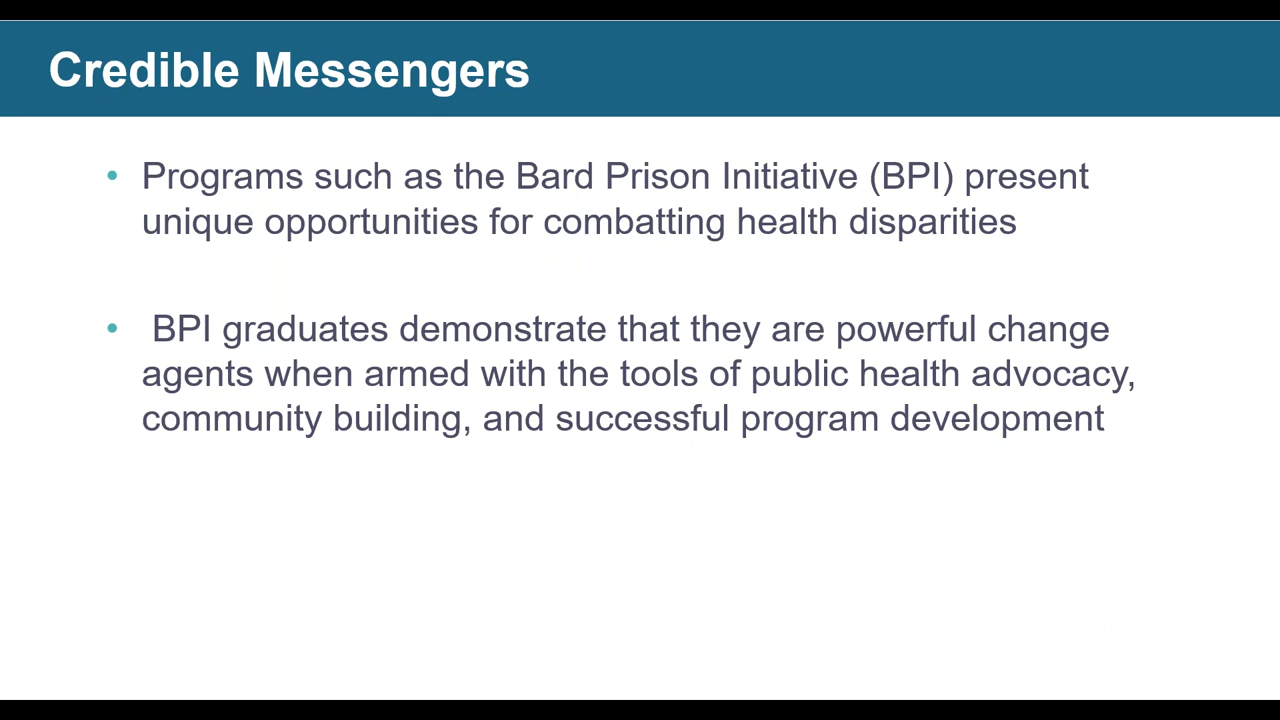 Credible Messengers
• Programs such as the Bard Prison Initiative (BPI) present
unique opportunities for combatting health disparities
• BPI graduates demonstrate that they are powerful change
agents when armed with the tools of public health advocacy,
community building, and successful program development